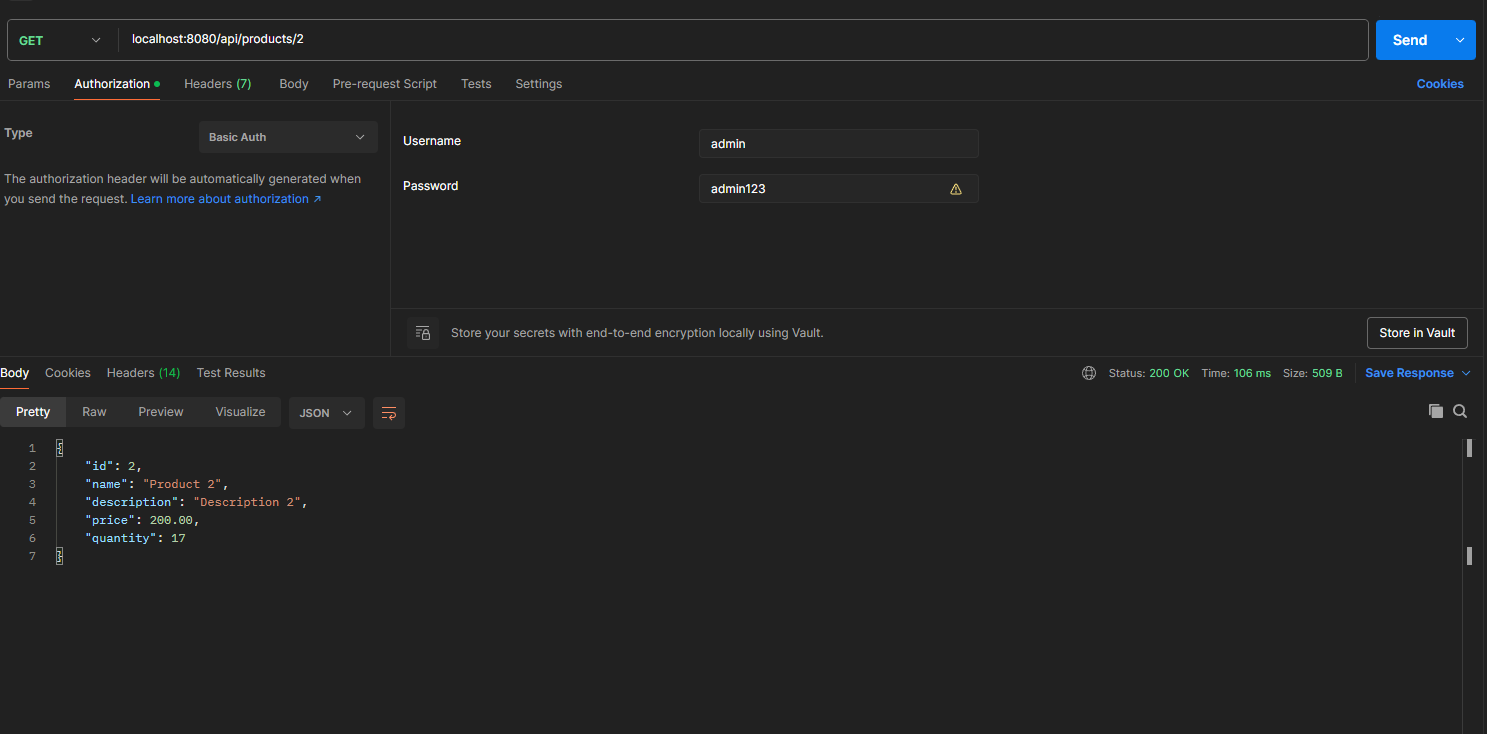 GET localhost:8080/api/products/2 Send
Params Authorization Headers (7) Body Pre-request Script Tests Settings Cookies
Type Basic Auth
The authorization header will be automatically generated when
you send the request. Learn more about authorization ↗
Username admin
Password admin123
Store your secrets with end-to-end encryption locally using Vault. Store in Vault
Body Cookies Headers (14) Test Results Status: 200 OK Time: 106 ms Size: 509 B Save Response
Pretty Raw Preview Visualize JSON
1 {
2 "id": 2,
3 "name": "Product 2",
4 "description": "Description 2",
5 "price": 200.00,
6 "quantity": 17
7 }